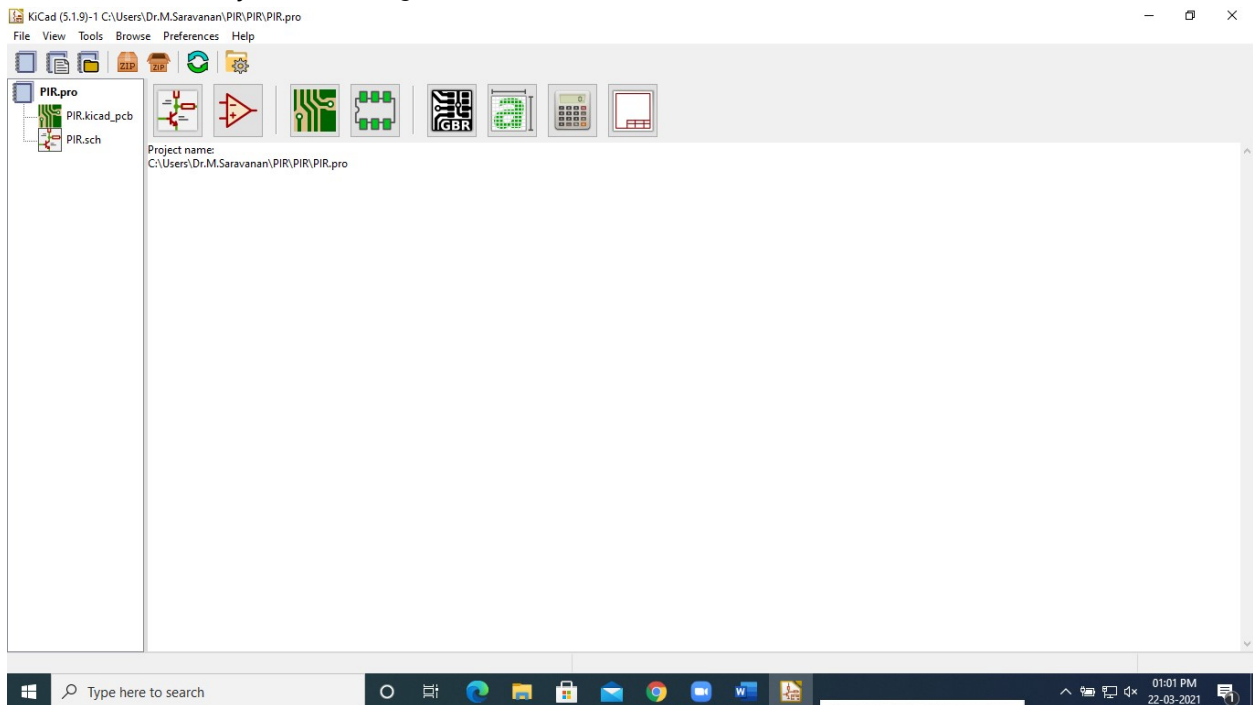 KiCad (5.1.9)-1 C:\Users\Dr.M.Saravanan\PIR\PIR\PIR.pro
File View Tools Browse Preferences Help
ZIP ZIP
PIR.pro
PIR.kicad_pcb
PIR.sch
GBR
a
0
Project name:
C:\Users\Dr.M.Saravanan\PIR\PIR\PIR.pro
Type here to search
W
01:01 PM
22-03-2021
1